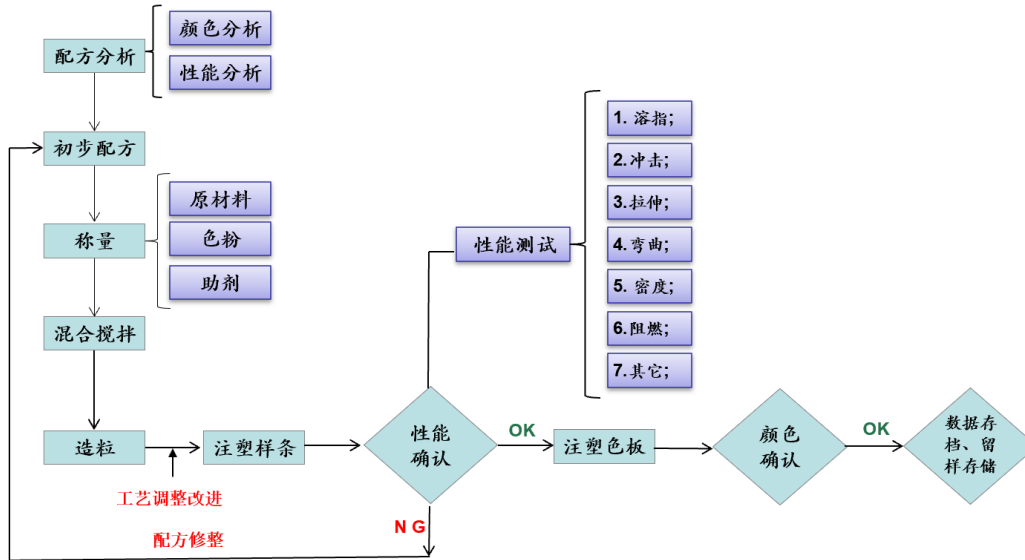 配方分析
颜色分析
性能分析
初步配方
称量
原材料
色粉
助剂
混合搅拌
造粒
工艺调整改进
配方修整
注塑样条
性能
确认
N G
OK
性能测试
1. 溶指;
2.冲击;
3.拉伸;
4.弯曲;
5. 密度;
6.阻燃;
7.其它;
注塑色板
颜色
确认
OK
数据存
档、留
样存储